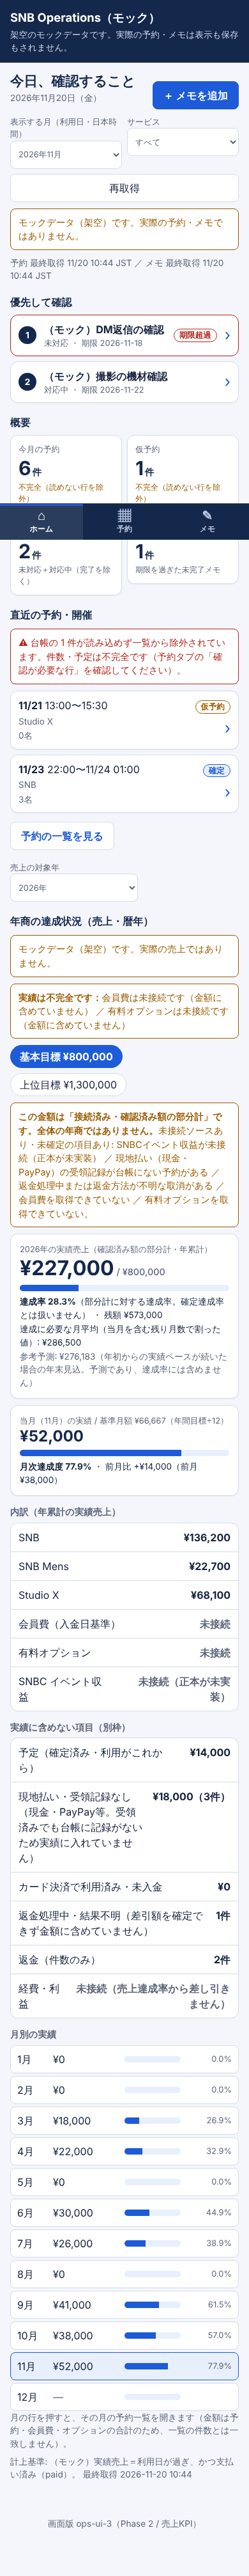 SNB Operations（モック）
架空のモックデータです。実際の予約・メモは表示も保存
もされません。
今日、確認すること
2026年11月20日（金）
＋ メモを追加
表示する月（利用日・日本時
間）
サービス
2026年11月
すべて
再取得
モックデータ（架空）です。実際の予約・メモで
はありません。
予約 最終取得 11/20 10:44 JST ／ メモ 最終取得 11/20
10:44 JST
優先して確認
1
（モック）DM返信の確認
未対応 ・ 期限 2026-11-18
期限超過
›
2
（モック）撮影の機材確認
対応中 ・ 期限 2026-11-22
›
概要
今月の予約
6件
不完全（読めない行を除
外）
仮予約
1件
不完全（読めない行を除
外）
⌂
ホーム
▦
予約
✎
メモ
2件
未対応＋対応中（完了を除
く）
1件
期限を過ぎた未完了メモ
直近の予約・開催
⚠ 台帳の 1 件が読み込めず一覧から除外されてい
ます。件数・予定は不完全です（予約タブの「確
認が必要な行」を確認してください）。
11/21 13:00〜15:30
仮予約
Studio X
0名
›
11/23 22:00〜11/24 01:00
確定
SNB
3名
›
予約の一覧を見る
売上の対象年
2026年
年商の達成状況（売上・暦年）
モックデータ（架空）です。実際の売上ではあり
ません。
実績は不完全です：会員費は未接続です（金額に
含めていません） ／ 有料オプションは未接続です
（金額に含めていません）
基本目標 ¥800,000
上位目標 ¥1,300,000
この金額は「接続済み・確認済み額の部分計」で
す。全体の年商ではありません。未接続ソースあ
り・未確定の項目あり: SNBCイベント収益が未接
続（正本が未実装） ／ 現地払い（現金・
PayPay）の受領記録が台帳にない予約がある ／
返金処理中または返金方法が不明な取消がある ／
会員費を取得できていない ／ 有料オプションを取
得できていない。
2026年の実績売上（確認済み額の部分計・年累計）
¥227,000 / ¥800,000
達成率 28.3%（部分計に対する達成率。確定達成率
とは扱いません） ・ 残額 ¥573,000
達成に必要な月平均（当月を含む残り月数で割った
値）: ¥286,500
参考予測: ¥276,183（年初からの実績ペースが続いた
場合の年末見込。予測であり、達成率には含めませ
ん）
当月（11月）の実績 / 基準月額 ¥66,667（年間目標÷12）
¥52,000
月次達成度 77.9% ・ 前月比 +¥14,000（前月
¥38,000）
内訳（年累計の実績売上）
SNB ¥136,200
SNB Mens ¥22,700
Studio X ¥68,100
会員費（入金日基準） 未接続
有料オプション 未接続
SNBC イベント収
益
未接続（正本が未実
装）
実績に含めない項目（別枠）
予定（確定済み・利用がこれか
ら）
¥14,000
現地払い・受領記録なし
（現金・PayPay等。受領
済みでも台帳に記録がない
ため実績に入れていませ
ん）
¥18,000（3件）
カード決済で利用済み・未入金 ¥0
返金処理中・結果不明（差引額を確定で
きず金額に含めていません）
1件
返金（件数のみ） 2件
経費・利
益
未接続（売上達成率から差し引き
ません）
月別の実績
1月 ¥0 0.0%
2月 ¥0 0.0%
3月 ¥18,000 26.9%
4月 ¥22,000 32.9%
5月 ¥0 0.0%
6月 ¥30,000 44.9%
7月 ¥26,000 38.9%
8月 ¥0 0.0%
9月 ¥41,000 61.5%
10月 ¥38,000 57.0%
11月 ¥52,000 77.9%
12月 —
月の行を押すと、その月の予約一覧を開きます（金額は予
約・会員費・オプションの合計のため、一覧の件数とは一
致しません）。
計上基準: （モック）実績売上＝利用日が過ぎ、かつ支払
い済み（paid）。 最終取得 2026-11-20 10:44
画面版 ops-ui-3（Phase 2 / 売上KPI）